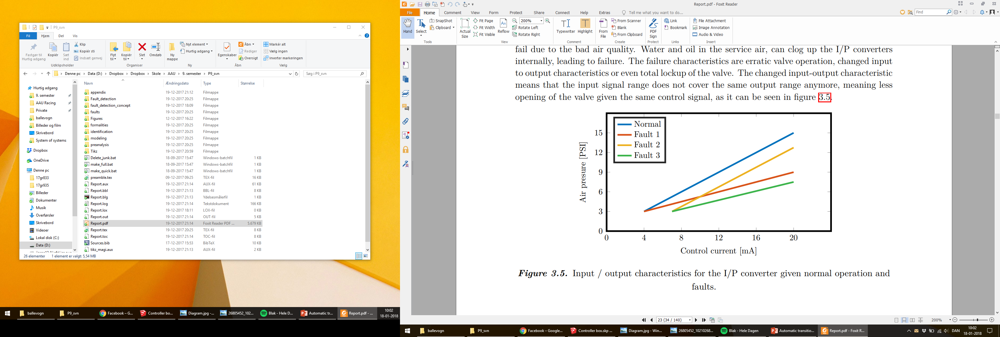 P9_svn
Fil
Hjem
Del
Vis
Fastgør til
Hurtig adgang
Kopiér
Sæt
ind
Klip
Kopiér sti
Indsæt genvej
Udklipsholder
Flyt
til
Kopiér
til
Slet
Omdøb
Organiser
Ny
mappe
Nyt element
Hurtig adgang
Ny
Egenskaber
Åbn
Rediger
Oversigt
Åbn
Markér alt
Vælg ingen
Inverter markeringen
Vælg
Denne pc
Data (D:)
Dropbox
Dropbox
Skole
AAU
9. semester
P9_svn
Søg i P9_svn
Hurtig adgang
9. semester
AAU Racing
Private
ballevogn
Billeder og film
Skrivebord
System of systems
Dropbox
OneDrive
Denne pc
17gr833
17gr935
Billeder
Dokumenter
Musik
Overførsler
Skrivebord
Videoer
Lokal disk (C:)
Data (D:)
Navn Ændringsdato Type Størrelse
appendix 19-12-2017 21:12 Filmappe
Fault_detection 19-12-2017 20:25 Filmappe
fault_detection_concept 19-12-2017 18:09 Filmappe
faults 19-12-2017 20:25 Filmappe
Figures 12-12-2017 16:22 Filmappe
formalities 19-12-2017 20:25 Filmappe
identification 19-12-2017 20:25 Filmappe
modeling 19-12-2017 20:25 Filmappe
preanalysis 19-12-2017 20:25 Filmappe
Tikz 19-12-2017 20:59 Filmappe
Delete_junk.bat 18-09-2017 15:47 Windows-batchfil 1 KB
make_full.bat 18-09-2017 15:47 Windows-batchfil 1 KB
make_quick.bat 18-09-2017 15:47 Windows-batchfil 1 KB
preamble.tex 09-12-2017 09:25 TEX-fil 16 KB
Report.aux 19-12-2017 21:14 AUX-fil 61 KB
Report.bbl 19-12-2017 21:13 BBL-fil 8 KB
Report.blg 19-12-2017 21:13 Ydelsesmålerfil 1 KB
Report.log 19-12-2017 21:14 Tekstdokument 166 KB
Report.lox 19-12-2017 18:11 LOX-fil 0 KB
Report.out 19-12-2017 21:14 OUT-fil 5 KB
Report.pdf 19-12-2017 21:14 Foxit Reader PDF ... 5.679 KB
Report.tex 19-12-2017 20:25 TEX-fil 8 KB
Report.toc 19-12-2017 21:14 TOC-fil 8 KB
Sources.bib 17-12-2017 15:53 BibTeX 10 KB
tikz_magi.aux 19-12-2017 21:13 AUX-fil 2 KB
26 elementer 1 element er valgt: 5,54 MB
ballevogn
P9_svn
Facebook – G...
Controller bo...
Diagram.jpg -...
26805452_102...
Blak - Hele D...
Automatic tr...
Report.pdf - ...
10:02
18-01-2018
Report.pdf - Foxit Reader
File
Home
Comment
View
Form
Protect
Share
Connect
Help
Extras
Tell me what you want to do...
Find
Hand
Select
SnapShot
Clipboard
Tools
Actual
Size
Fit Page
Fit Width
Fit Visible
Reflow
200%
Rotate Left
Rotate Right
View
Typewriter
Highlight
Comment
From
File
From Scanner
Blank
From Clipboard
Create
PDF
Sign
Protect
Link
Bookmark
Links
File Attachment
Image Annotation
Audio & Video
Insert
fail due to the bad air quality. Water and oil in the service air, can clog up the I/P converters
internally, leading to failure. The failure characteristics are erratic valve operation, changed input
to output characteristics or even total lockup of the valve. The changed input-output characteristic
means that the input signal range does not cover the same output range anymore, meaning less
opening of the valve given the same control signal, as it can be seen in figure 3.5.
Normal
Fault 1
Fault 2
Fault 3
Air presure [PSI]
15
12
9
6
3
0
0 4 8 12 16 20
Control current [mA]
Figure 3.5. Input / output characteristics for the I/P converter given normal operation and
faults.
23 (34 / 140)
200%
ballevogn
P9_svn
Facebook – Google...
Controller box.skp ...
Diagram.jpg - Win...
26805452_10210268...
Blak - Hele Dagen
Automatic transitio...
Report.pdf - Foxit R...
DAN
10:02
18-01-2018